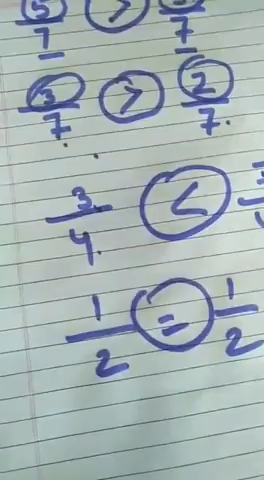 5/7 >  /7
3/7 > 2/7
3/4 <
1/2 = 1/2